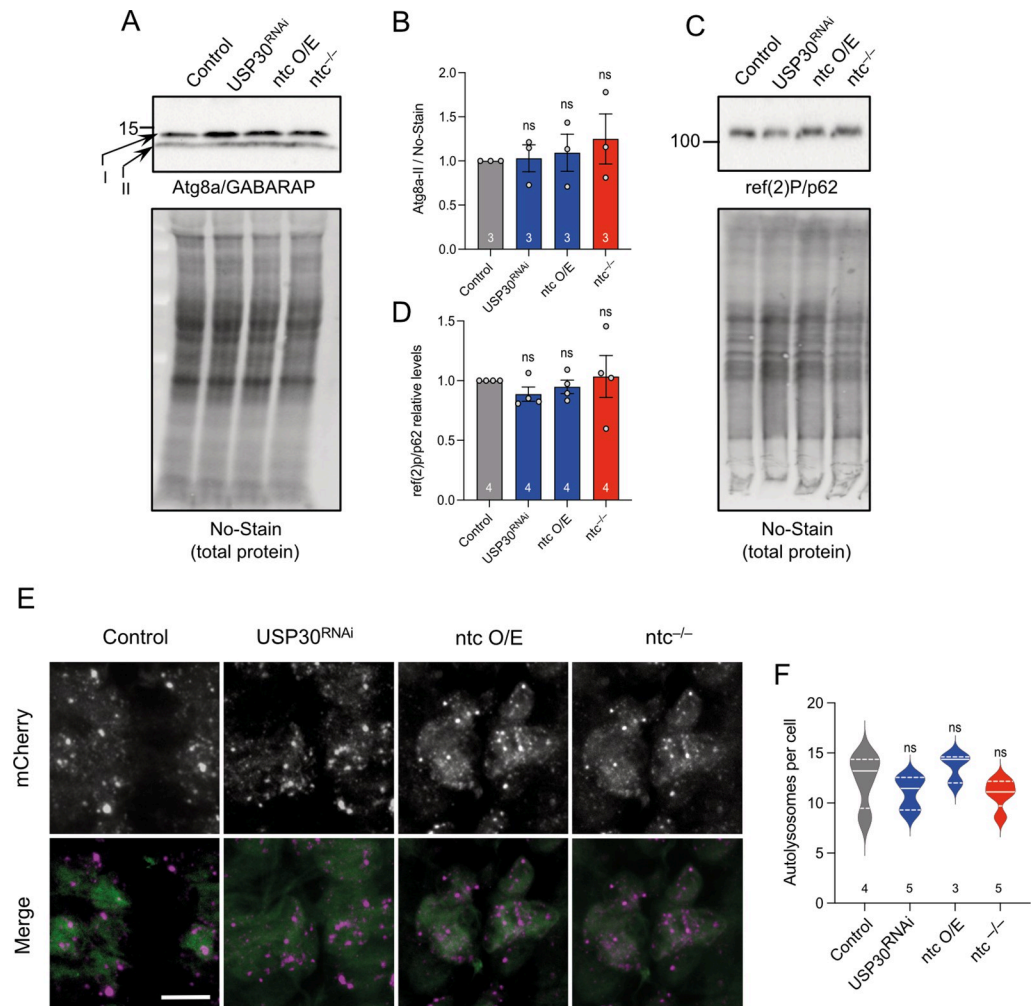 A
Control
USP30RNAi
ntc O/E
ntc–/–
15
I
II
Atg8a/GABARAP
No-Stain
(total protein)
B
Atg8a-II / No-Stain
2.0
1.5
1.0
0.5
0.0
ns
ns
ns
3
3
3
3
Control
USP30RNAi
ntc O/E
ntc–/–
C
Control
USP30RNAi
ntc O/E
ntc–/–
100
ref(2)P/p62
No-Stain
(total protein)
D
ref(2)p/p62 relative levels
1.5
1.0
0.5
0.0
ns
ns
ns
4
4
4
4
Control
USP30RNAi
ntc O/E
ntc–/–
E
Control
USP30RNAi
ntc O/E
ntc–/–
mCherry
Merge
F
Autolysosomes per cell
20
15
10
5
0
ns
ns
ns
4
5
3
5
Control
USP30RNAi
ntc O/E
ntc–/–